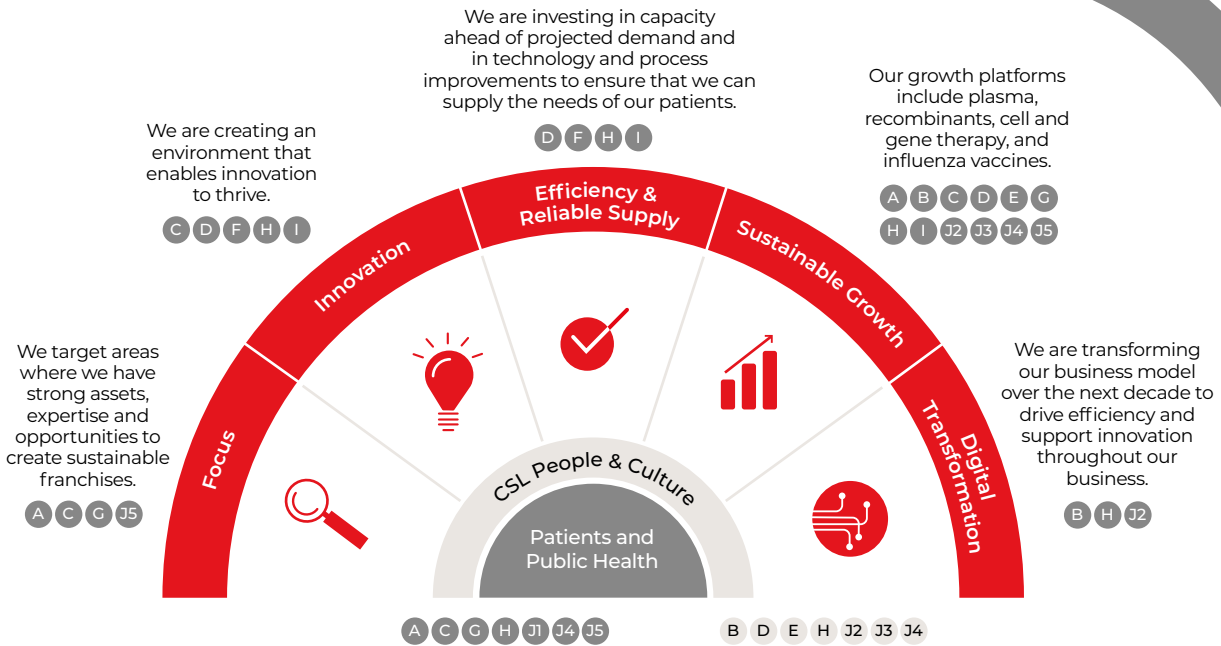 We are investing in capacity
ahead of projected demand and
in technology and process
improvements to ensure that we can
supply the needs of our patients.
D F H I
Our growth platforms
include plasma,
recombinants, cell and
gene therapy, and
influenza vaccines.
A B C D E G
H I J2 J3 J4 J5
We are creating an
environment that
enables innovation
to thrive.
C D F H I
We target areas
where we have
strong assets,
expertise and
opportunities to
create sustainable
franchises.
A C G J5
We are transforming
our business model
over the next decade to
drive efficiency and
support innovation
throughout our
business.
B H J2
Focus
Innovation
Efficiency &
Reliable Supply
Sustainable Growth
Digital
Transformation
CSL People & Culture
Patients and
Public Health
A C G H J1 J4 J5
B D E H J2 J3 J4